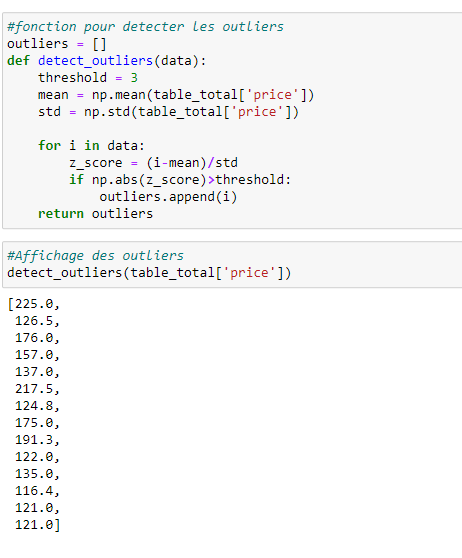 #fonction pour detecter les outliers
outliers = []
def detect_outliers(data):
    threshold = 3
    mean = np.mean(table_total['price'])
    std = np.std(table_total['price'])

    for i in data:
        z_score = (i-mean)/std
        if np.abs(z_score)>threshold:
            outliers.append(i)
    return outliers
#Affichage des outliers
detect_outliers(table_total['price'])
[225.0,
 126.5,
 176.0,
 157.0,
 137.0,
 217.5,
 124.8,
 175.0,
 191.3,
 122.0,
 135.0,
 116.4,
 121.0,
 121.0]